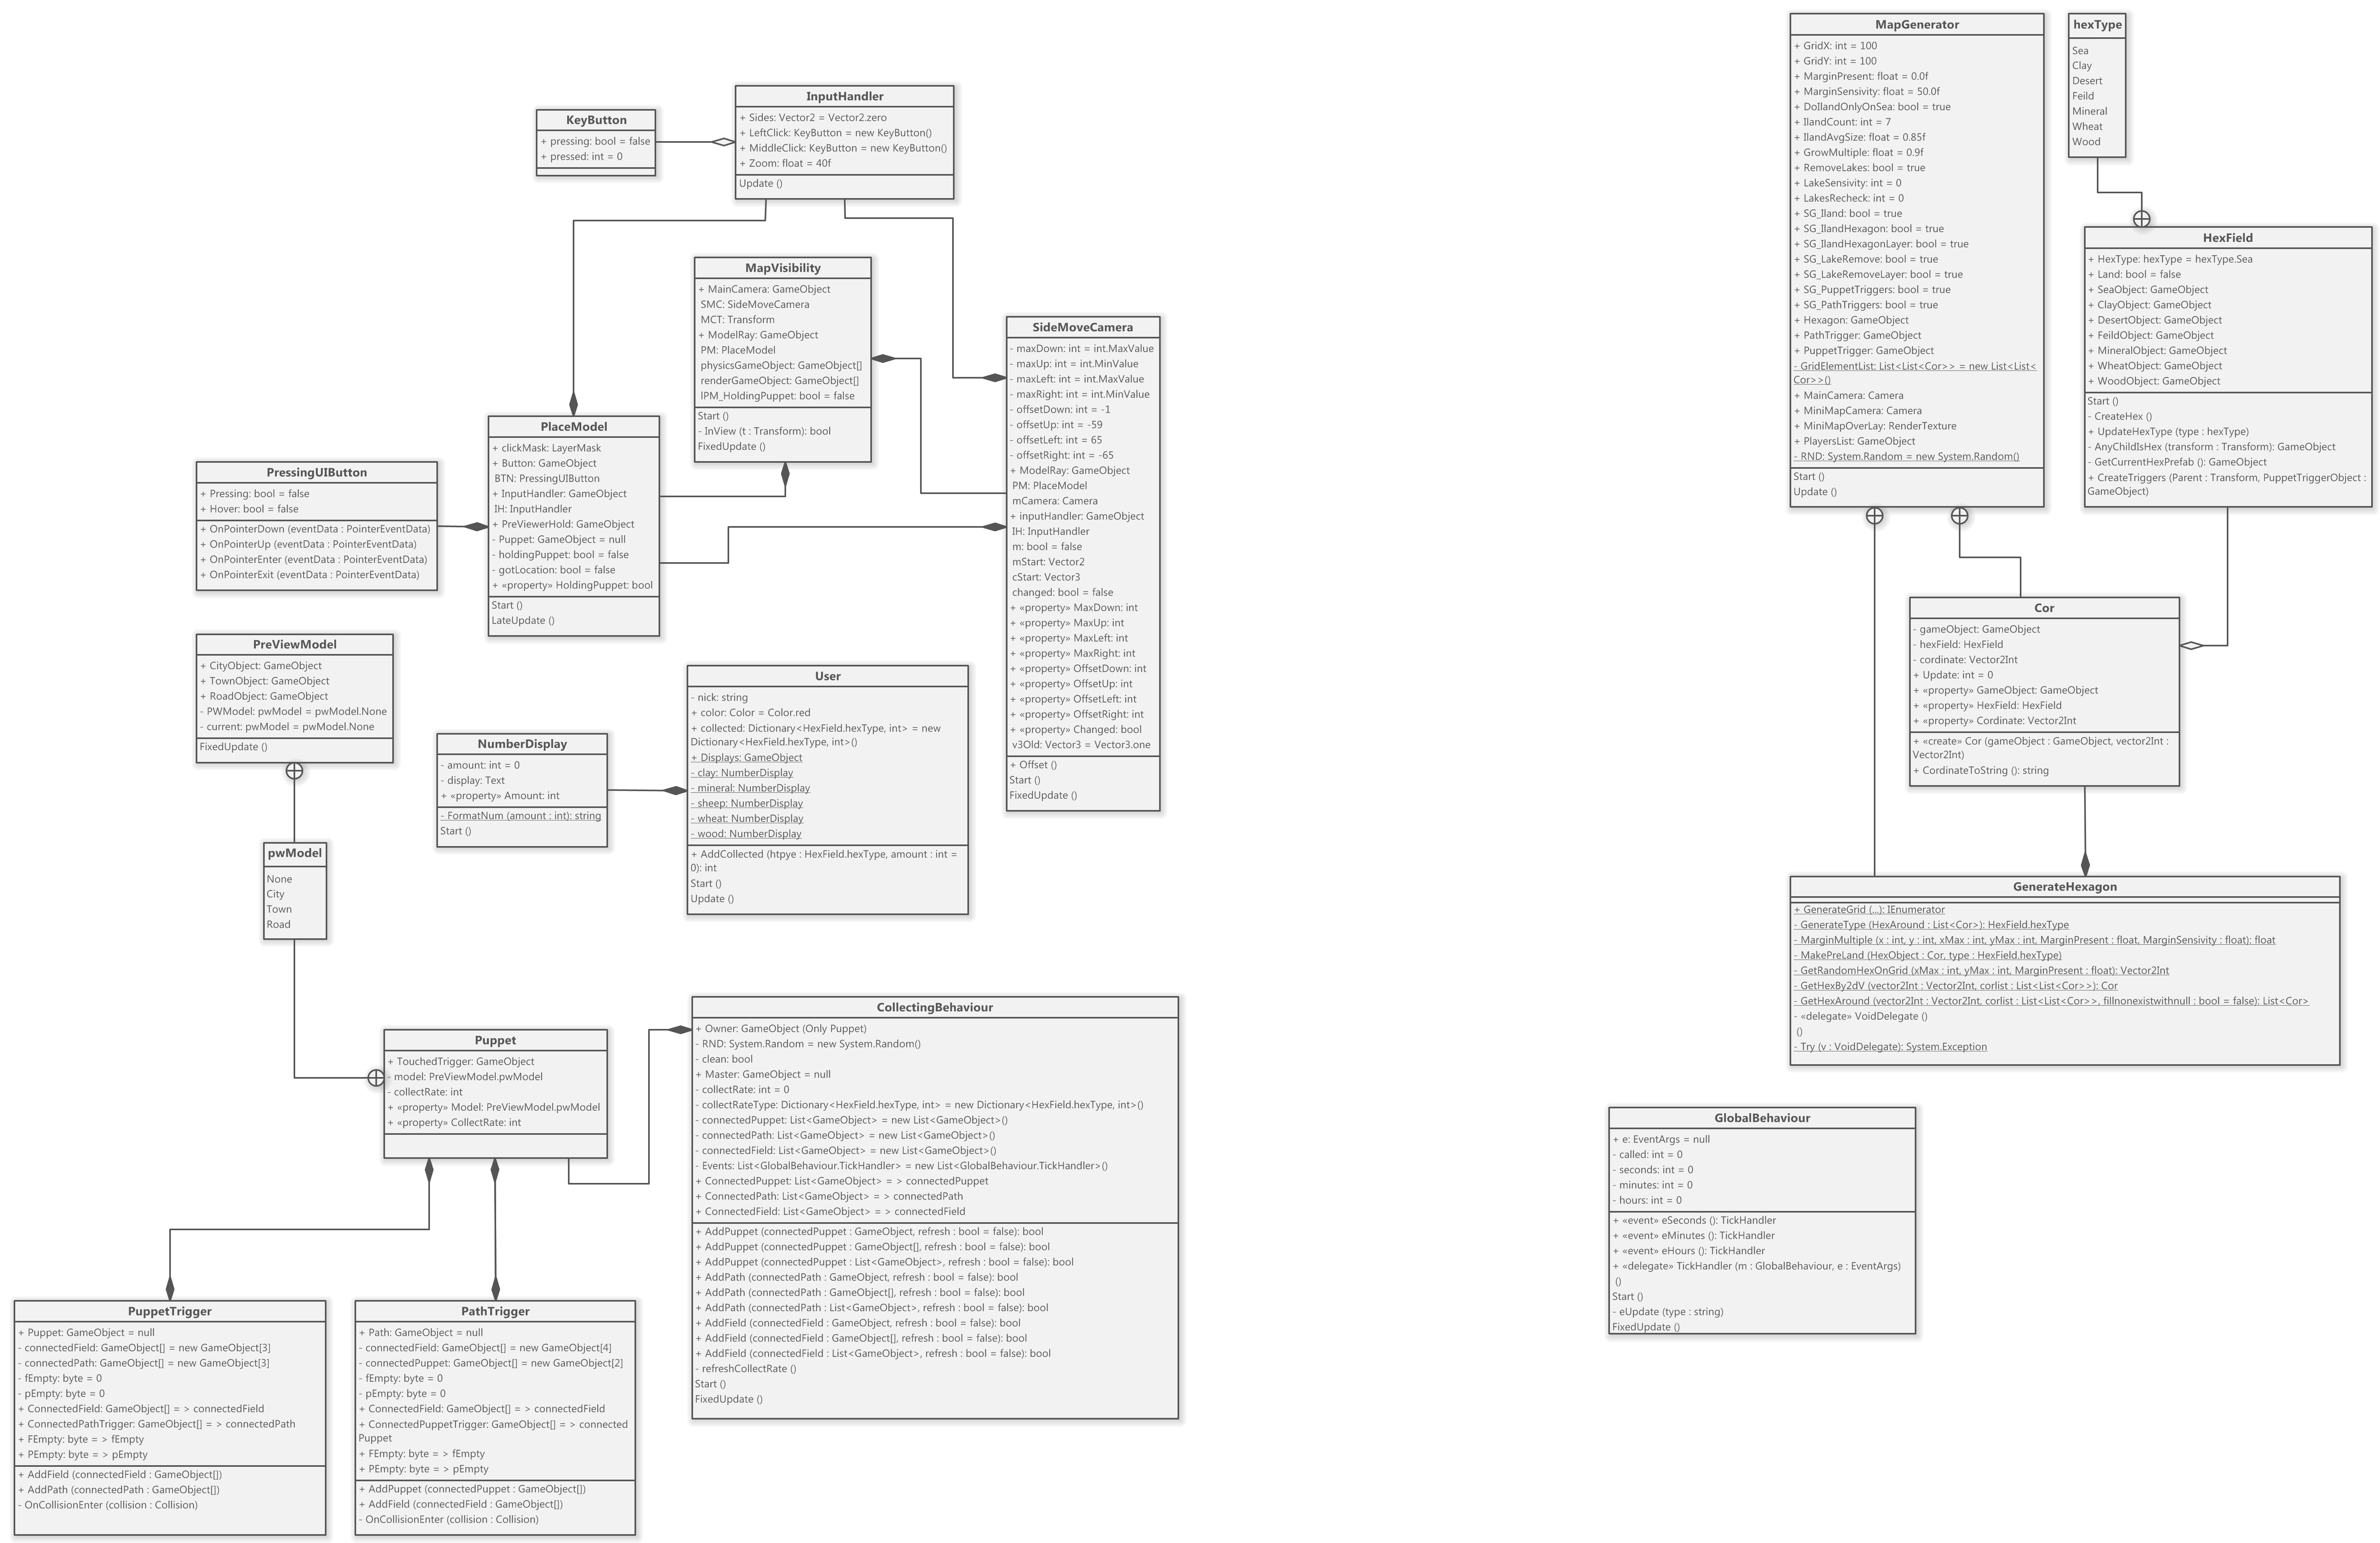 MapGenerator
+ GridX: int = 100
+ GridY: int = 100
+ MarginPresent: float = 0.0f
+ MarginSensivity: float = 50.0f
+ DoIlandOnlyOnSea: bool = true
+ IlandCount: int = 7
+ IlandAvgSize: float = 0.85f
+ GrowMultiple: float = 0.9f
+ RemoveLakes: bool = true
+ LakeSensivity: int = 0
+ LakesRecheck: int = 0
+ SG_Iland: bool = true
+ SG_IlandHexagon: bool = true
+ SG_IlandHexagonLayer: bool = true
+ SG_LakeRemove: bool = true
+ SG_LakeRemoveLayer: bool = true
+ SG_PuppetTriggers: bool = true
+ SG_PathTriggers: bool = true
+ Hexagon: GameObject
+ PathTrigger: GameObject
+ PuppetTrigger: GameObject
- GridElementList: List<List<Cor>> = new List<List<
Cor>>()
+ MainCamera: Camera
+ MiniMapCamera: Camera
+ MiniMapOverLay: RenderTexture
+ PlayersList: GameObject
- RND: System.Random = new System.Random()
Start ()
Update ()
hexType
Sea
Clay
Desert
Feild
Mineral
Wheat
Wood
InputHandler
+ Sides: Vector2 = Vector2.zero
+ LeftClick: KeyButton = new KeyButton()
+ MiddleClick: KeyButton = new KeyButton()
+ Zoom: float = 40f
Update ()
KeyButton
+ pressing: bool = false
+ pressed: int = 0
HexField
+ HexType: hexType = hexType.Sea
+ Land: bool = false
+ SeaObject: GameObject
+ ClayObject: GameObject
+ DesertObject: GameObject
+ FeildObject: GameObject
+ MineralObject: GameObject
+ WheatObject: GameObject
+ WoodObject: GameObject
Start ()
- CreateHex ()
+ UpdateHexType (type : hexType)
- AnyChildIsHex (transform : Transform): GameObject
- GetCurrentHexPrefab (): GameObject
+ CreateTriggers (Parent : Transform, PuppetTriggerObject :
GameObject)
MapVisibility
+ MainCamera: GameObject
SMC: SideMoveCamera
MCT: Transform
+ ModelRay: GameObject
PM: PlaceModel
physicsGameObject: GameObject[]
renderGameObject: GameObject[]
lPM_HoldingPuppet: bool = false
Start ()
- InView (t : Transform): bool
FixedUpdate ()
SideMoveCamera
- maxDown: int = int.MaxValue
- maxUp: int = int.MinValue
- maxLeft: int = int.MaxValue
- maxRight: int = int.MinValue
- offsetDown: int = -1
- offsetUp: int = -59
- offsetLeft: int = 65
- offsetRight: int = -65
+ ModelRay: GameObject
PM: PlaceModel
mCamera: Camera
+ inputHandler: GameObject
IH: InputHandler
m: bool = false
mStart: Vector2
cStart: Vector3
changed: bool = false
+ «property» MaxDown: int
+ «property» MaxUp: int
+ «property» MaxLeft: int
+ «property» MaxRight: int
+ «property» OffsetDown: int
+ «property» OffsetUp: int
+ «property» OffsetLeft: int
+ «property» OffsetRight: int
+ «property» Changed: bool
v3Old: Vector3 = Vector3.one
+ Offset ()
Start ()
FixedUpdate ()
PlaceModel
+ clickMask: LayerMask
+ Button: GameObject
BTN: PressingUIButton
+ InputHandler: GameObject
IH: InputHandler
+ PreViewerHold: GameObject
- Puppet: GameObject = null
- holdingPuppet: bool = false
- gotLocation: bool = false
+ «property» HoldingPuppet: bool
Start ()
LateUpdate ()
PressingUIButton
+ Pressing: bool = false
+ Hover: bool = false
+ OnPointerDown (eventData : PointerEventData)
+ OnPointerUp (eventData : PointerEventData)
+ OnPointerEnter (eventData : PointerEventData)
+ OnPointerExit (eventData : PointerEventData)
PreViewModel
+ CityObject: GameObject
+ TownObject: GameObject
+ RoadObject: GameObject
- PWModel: pwModel = pwModel.None
- current: pwModel = pwModel.None
FixedUpdate ()
Cor
- gameObject: GameObject
- hexField: HexField
- cordinate: Vector2Int
+ Update: int = 0
+ «property» GameObject: GameObject
+ «property» HexField: HexField
+ «property» Cordinate: Vector2Int
+ «create» Cor (gameObject : GameObject, vector2Int :
Vector2Int)
+ CordinateToString (): string
User
- nick: string
+ color: Color = Color.red
+ collected: Dictionary<HexField.hexType, int> = new
Dictionary<HexField.hexType, int>()
+ Displays: GameObject
- clay: NumberDisplay
- mineral: NumberDisplay
- sheep: NumberDisplay
- wheat: NumberDisplay
- wood: NumberDisplay
+ AddCollected (htpye : HexField.hexType, amount : int =
0): int
Start ()
Update ()
NumberDisplay
- amount: int = 0
- display: Text
+ «property» Amount: int
- FormatNum (amount : int): string
Start ()
pwModel
None
City
Town
Road
GenerateHexagon
+ GenerateGrid (...): IEnumerator
- GenerateType (HexAround : List<Cor>): HexField.hexType
- MarginMultiple (x : int, y : int, xMax : int, yMax : int, MarginPresent : float, MarginSensivity : float): float
- MakePreLand (HexObject : Cor, type : HexField.hexType)
- GetRandomHexOnGrid (xMax : int, yMax : int, MarginPresent : float): Vector2Int
- GetHexBy2dV (vector2Int : Vector2Int, corlist : List<List<Cor>>): Cor
- GetHexAround (vector2Int : Vector2Int, corlist : List<List<Cor>>, fillnonexistwithnull : bool = false): List<Cor>
- «delegate» VoidDelegate ()
()
- Try (v : VoidDelegate): System.Exception
CollectingBehaviour
+ Owner: GameObject (Only Puppet)
- RND: System.Random = new System.Random()
- clean: bool
+ Master: GameObject = null
- collectRate: int = 0
- collectRateType: Dictionary<HexField.hexType, int> = new Dictionary<HexField.hexType, int>()
- connectedPuppet: List<GameObject> = new List<GameObject>()
- connectedPath: List<GameObject> = new List<GameObject>()
- connectedField: List<GameObject> = new List<GameObject>()
- Events: List<GlobalBehaviour.TickHandler> = new List<GlobalBehaviour.TickHandler>()
+ ConnectedPuppet: List<GameObject> = > connectedPuppet
+ ConnectedPath: List<GameObject> = > connectedPath
+ ConnectedField: List<GameObject> = > connectedField
+ AddPuppet (connectedPuppet : GameObject, refresh : bool = false): bool
+ AddPuppet (connectedPuppet : GameObject[], refresh : bool = false): bool
+ AddPuppet (connectedPuppet : List<GameObject>, refresh : bool = false): bool
+ AddPath (connectedPath : GameObject, refresh : bool = false): bool
+ AddPath (connectedPath : GameObject[], refresh : bool = false): bool
+ AddPath (connectedPath : List<GameObject>, refresh : bool = false): bool
+ AddField (connectedField : GameObject, refresh : bool = false): bool
+ AddField (connectedField : GameObject[], refresh : bool = false): bool
+ AddField (connectedField : List<GameObject>, refresh : bool = false): bool
- refreshCollectRate ()
Start ()
FixedUpdate ()
Puppet
+ TouchedTrigger: GameObject
- model: PreViewModel.pwModel
- collectRate: int
+ «property» Model: PreViewModel.pwModel
+ «property» CollectRate: int
GlobalBehaviour
+ e: EventArgs = null
- called: int = 0
- seconds: int = 0
- minutes: int = 0
- hours: int = 0
+ «event» eSeconds (): TickHandler
+ «event» eMinutes (): TickHandler
+ «event» eHours (): TickHandler
+ «delegate» TickHandler (m : GlobalBehaviour, e : EventArgs)
()
Start ()
- eUpdate (type : string)
FixedUpdate ()
PuppetTrigger
+ Puppet: GameObject = null
- connectedField: GameObject[] = new GameObject[3]
- connectedPath: GameObject[] = new GameObject[3]
- fEmpty: byte = 0
- pEmpty: byte = 0
+ ConnectedField: GameObject[] = > connectedField
+ ConnectedPathTrigger: GameObject[] = > connectedPath
+ FEmpty: byte = > fEmpty
+ PEmpty: byte = > pEmpty
+ AddField (connectedField : GameObject[])
+ AddPath (connectedPath : GameObject[])
- OnCollisionEnter (collision : Collision)
PathTrigger
+ Path: GameObject = null
- connectedField: GameObject[] = new GameObject[4]
- connectedPuppet: GameObject[] = new GameObject[2]
- fEmpty: byte = 0
- pEmpty: byte = 0
+ ConnectedField: GameObject[] = > connectedField
+ ConnectedPuppetTrigger: GameObject[] = > connected
Puppet
+ FEmpty: byte = > fEmpty
+ PEmpty: byte = > pEmpty
+ AddPuppet (connectedPuppet : GameObject[])
+ AddField (connectedField : GameObject[])
- OnCollisionEnter (collision : Collision)